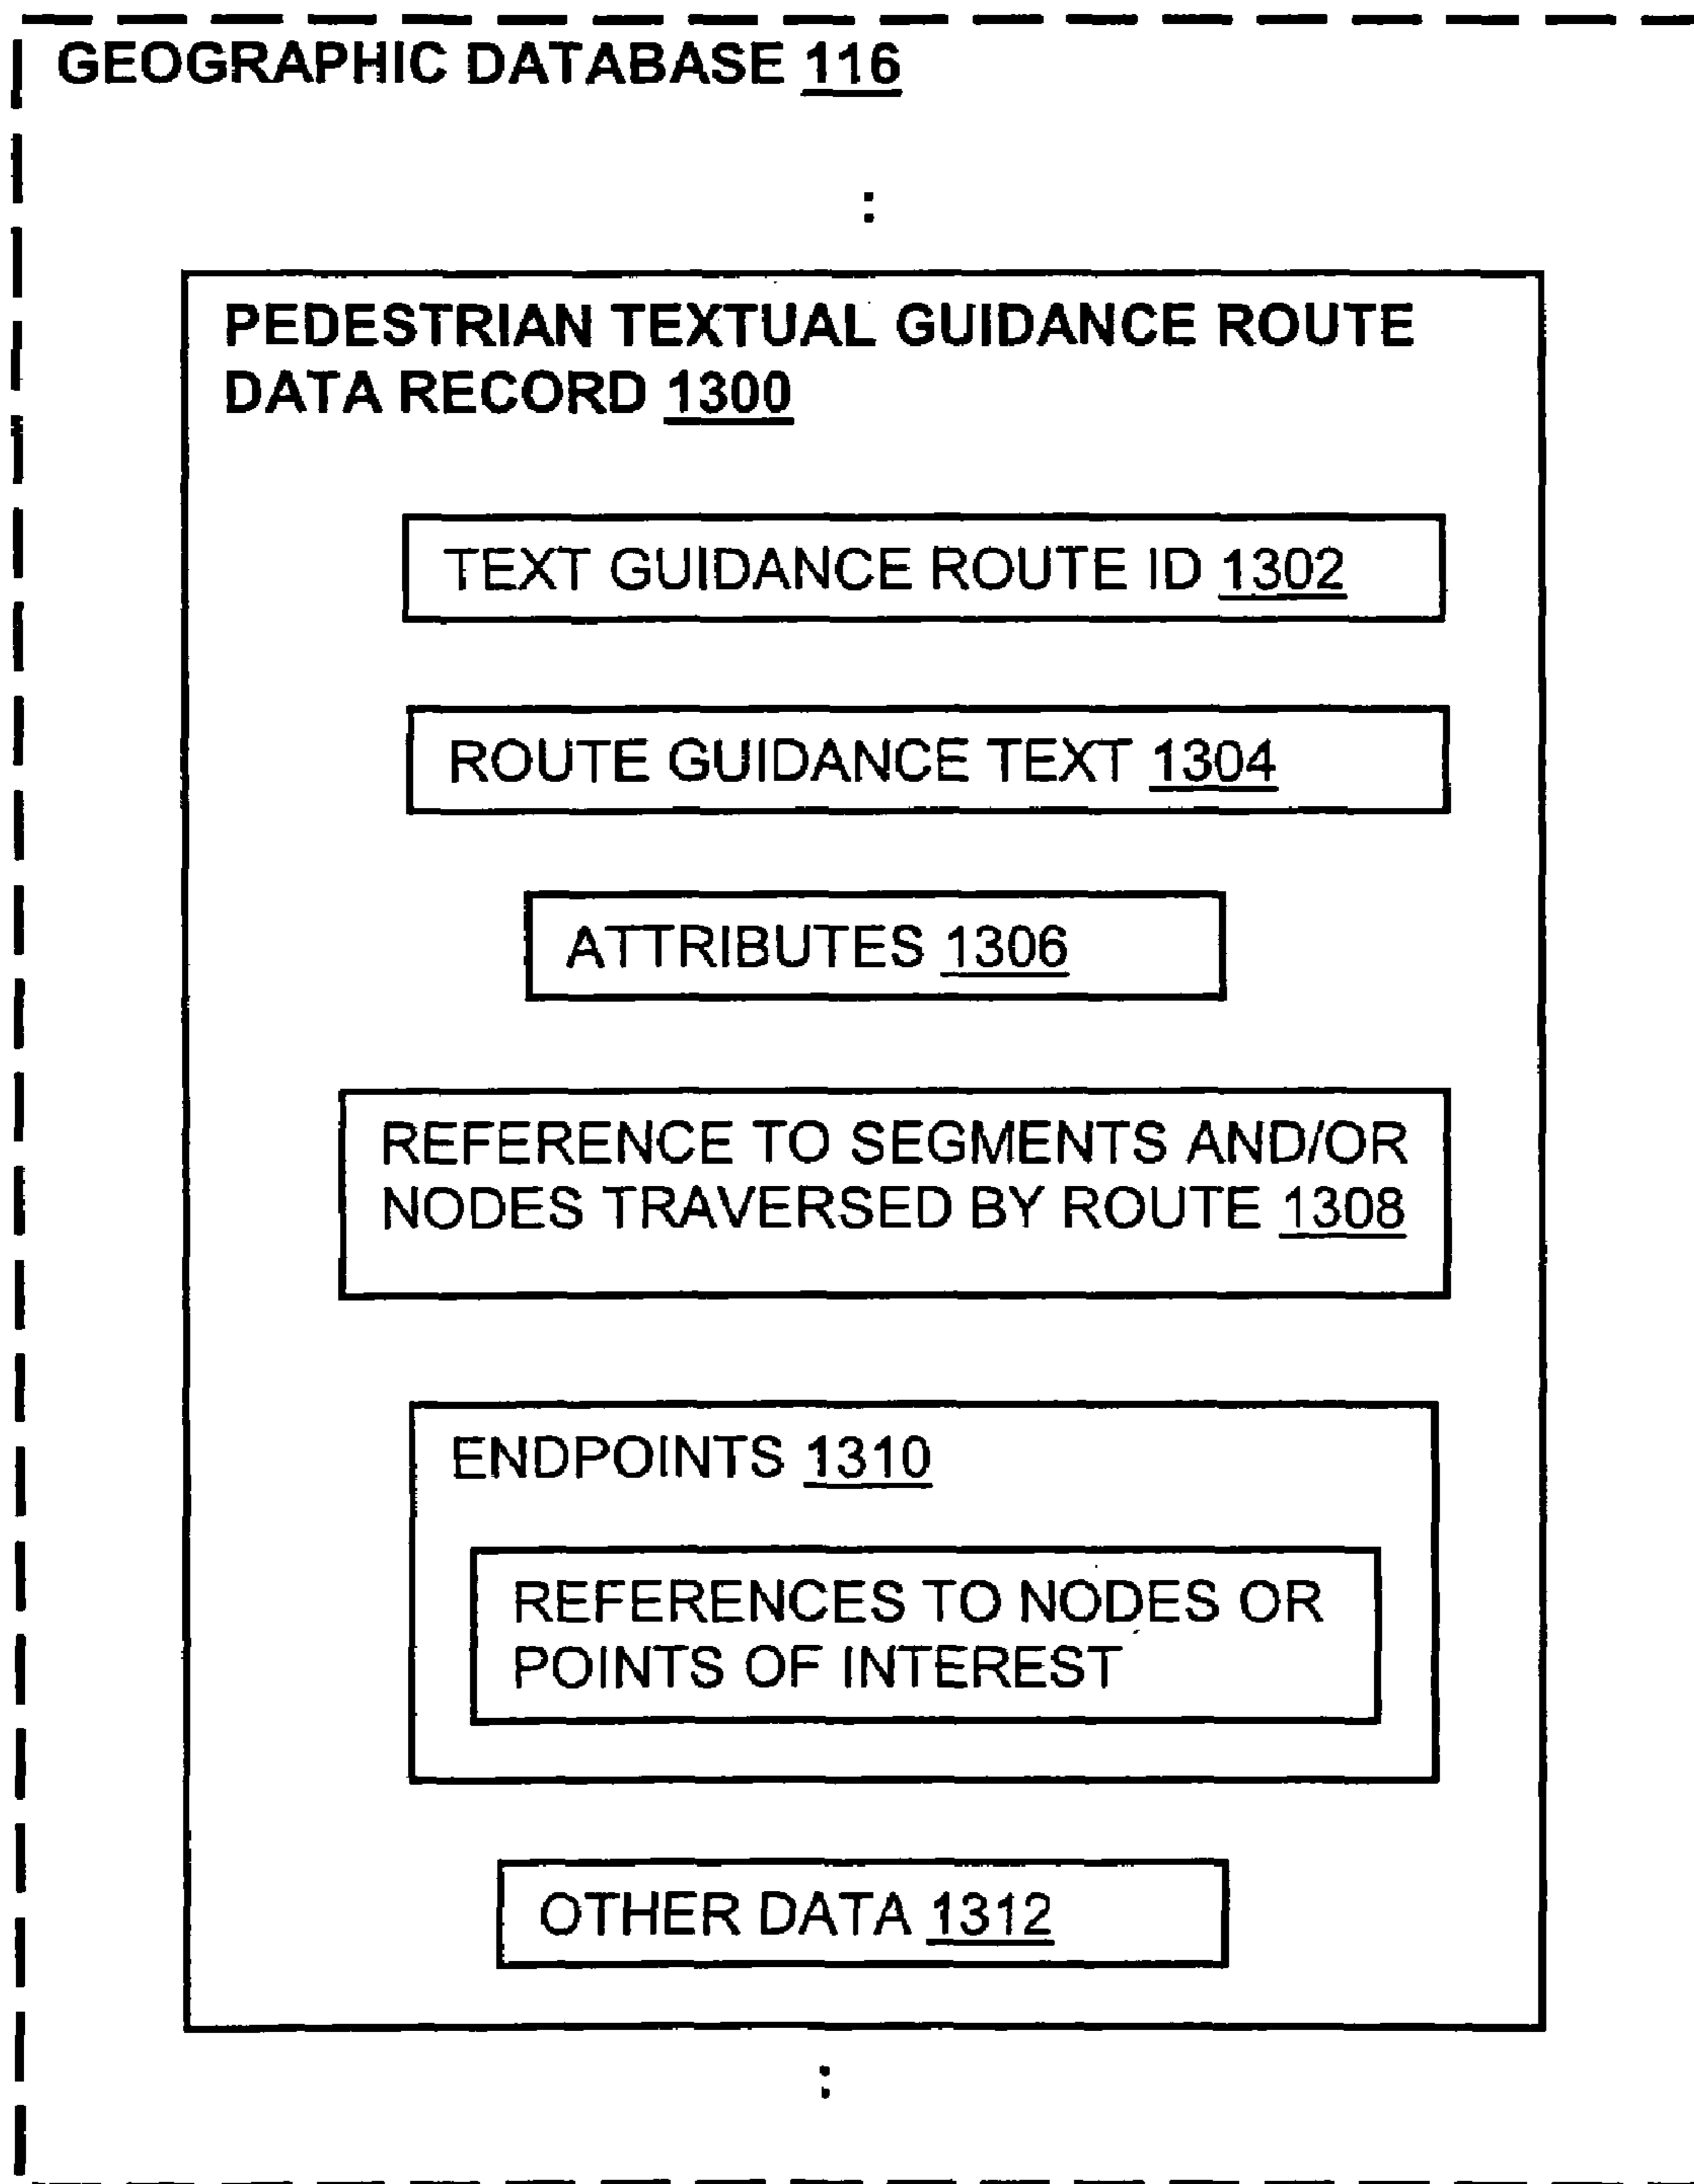 GEOGRAPHIC DATABASE 116
:
PEDESTRIAN TEXTUAL GUIDANCE ROUTE
DATA RECORD 1300
TEXT GUIDANCE ROUTE ID 1302
ROUTE GUIDANCE TEXT 1304
ATTRIBUTES 1306
REFERENCE TO SEGMENTS AND/OR
NODES TRAVERSED BY ROUTE 1308
ENDPOINTS 1310
REFERENCES TO NODES OR
POINTS OF INTEREST
OTHER DATA 1312
: